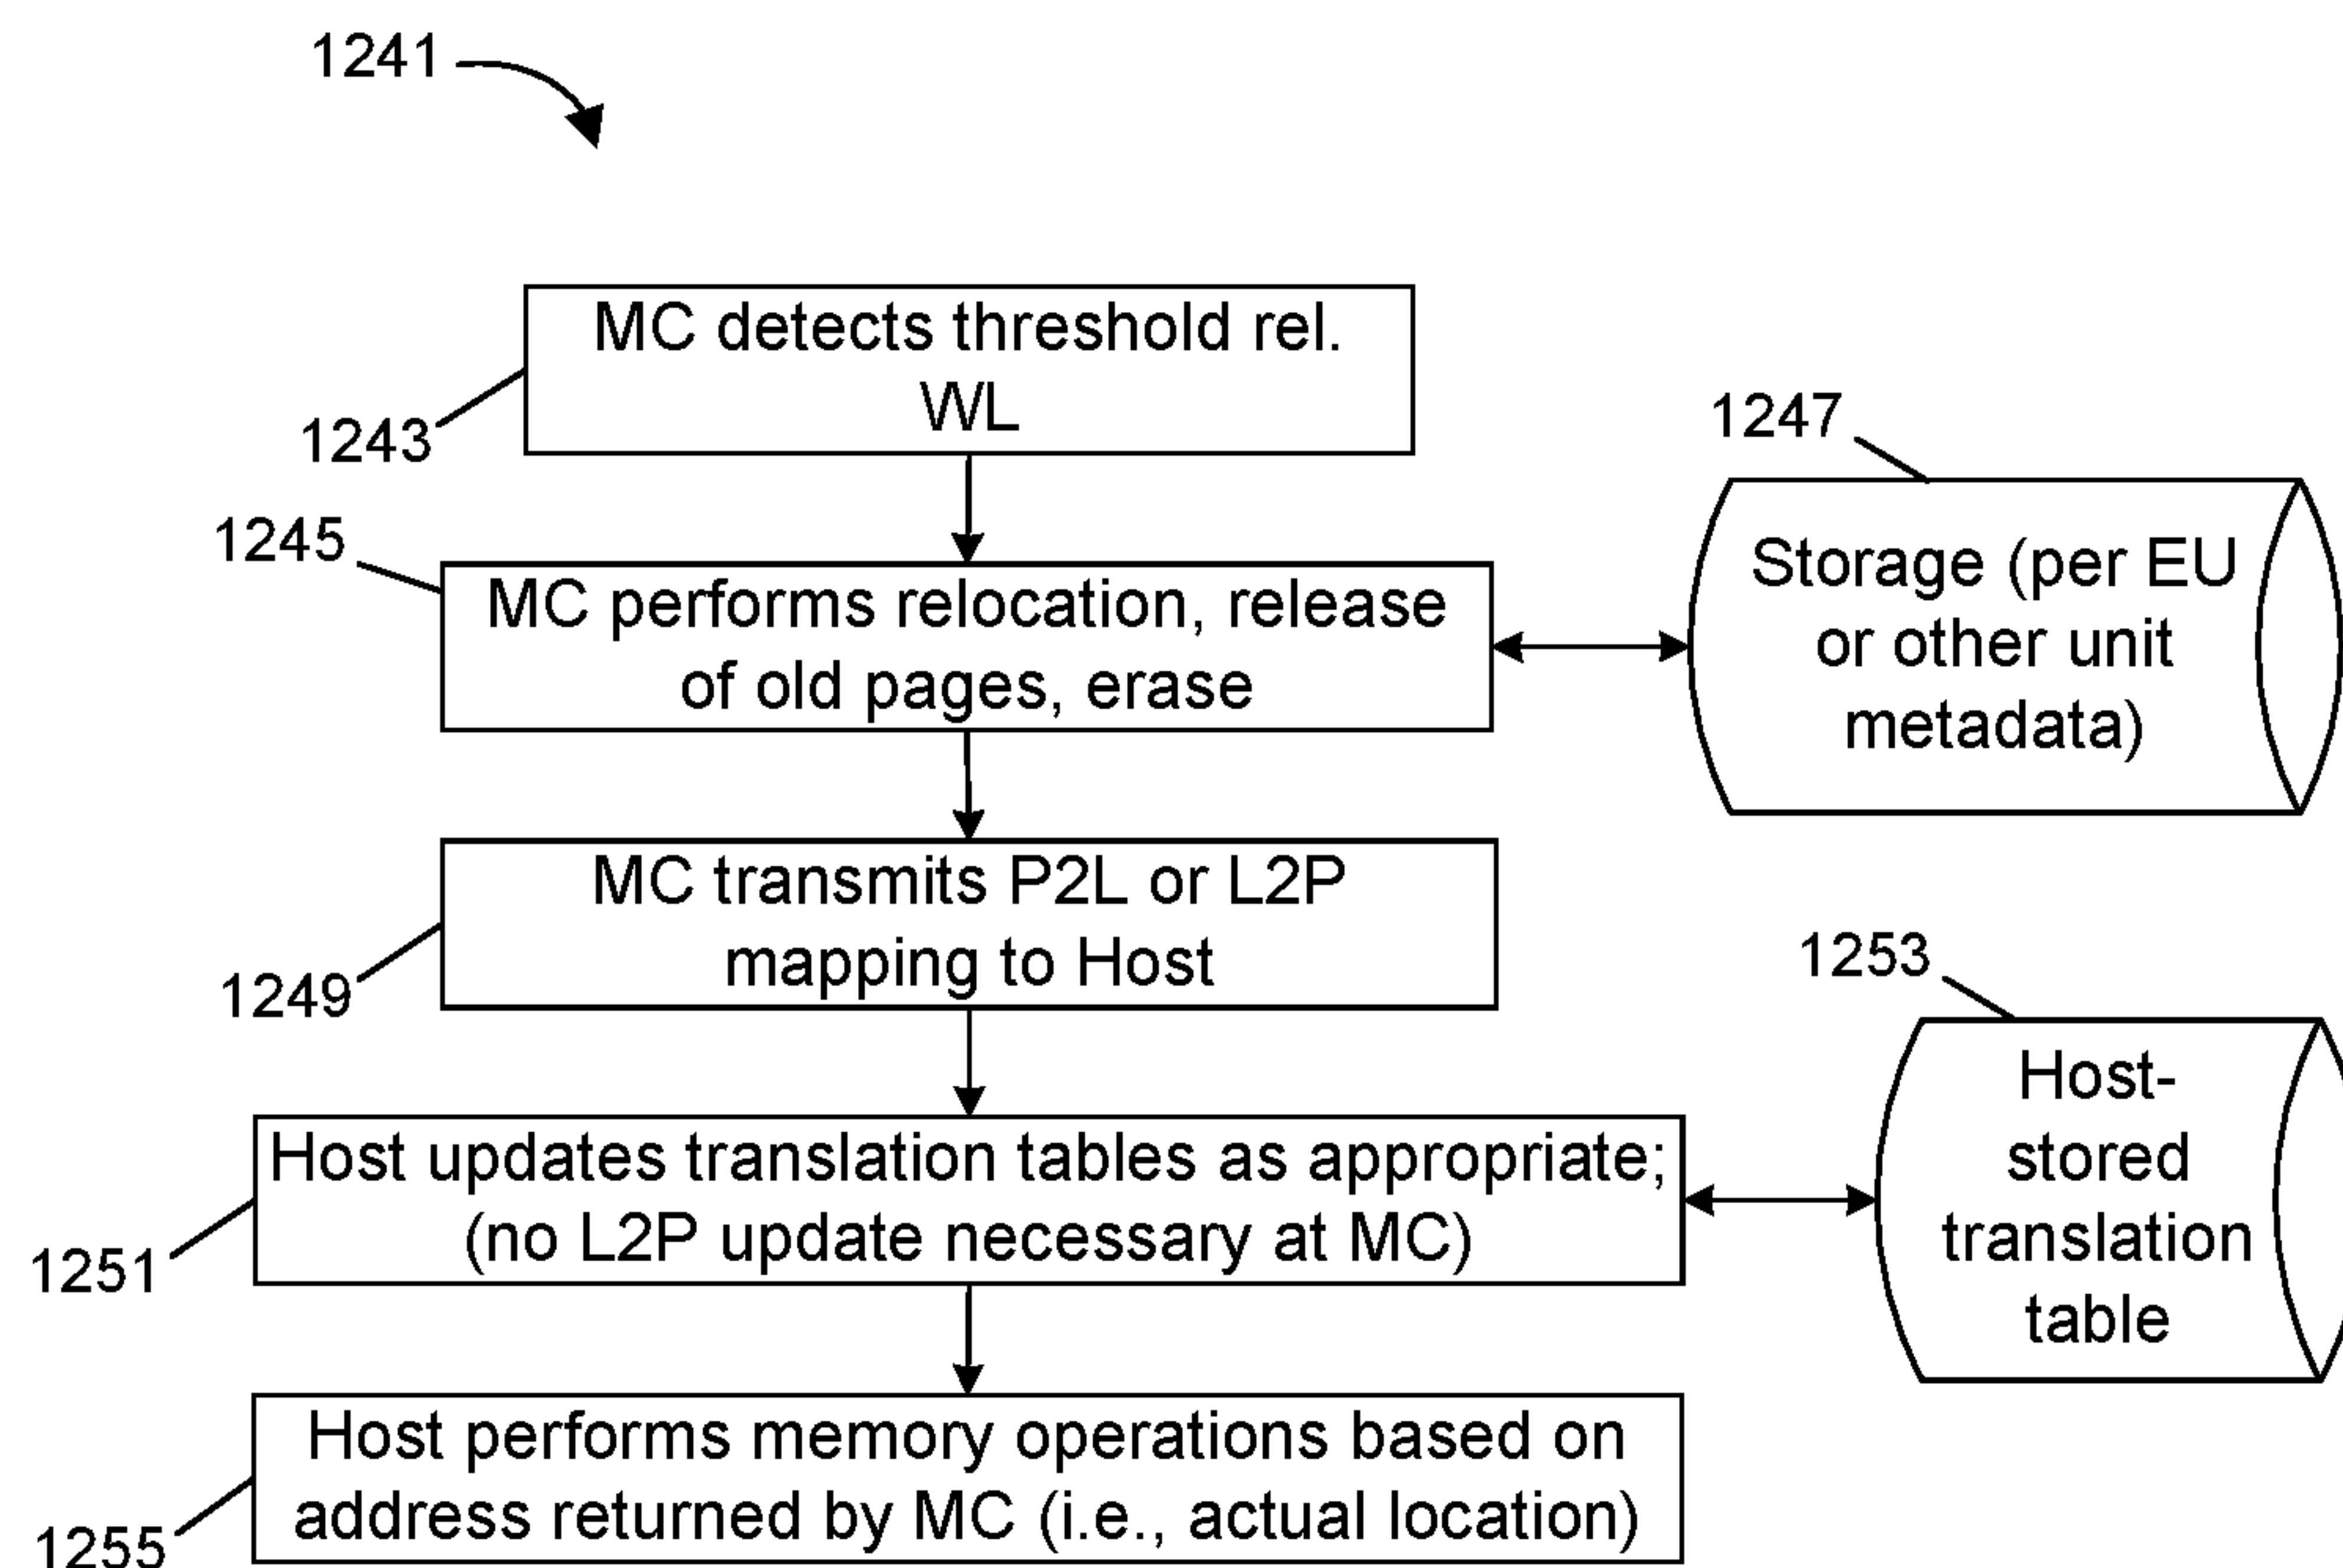 1241
MC detects threshold rel.
WL
1243
1247
1245
Storage (per EU
or other unit
metadata)
MC performs relocation, release
of old pages, erase
MC transmits P2L or L2P
mapping to Host
1249
1253
Host-
stored
translation
table
Host updates translation tables as appropriate;
(no L2P update necessary at MC)
1251
Host performs memory operations based on
address returned by MC (i.e., actual location)
1255